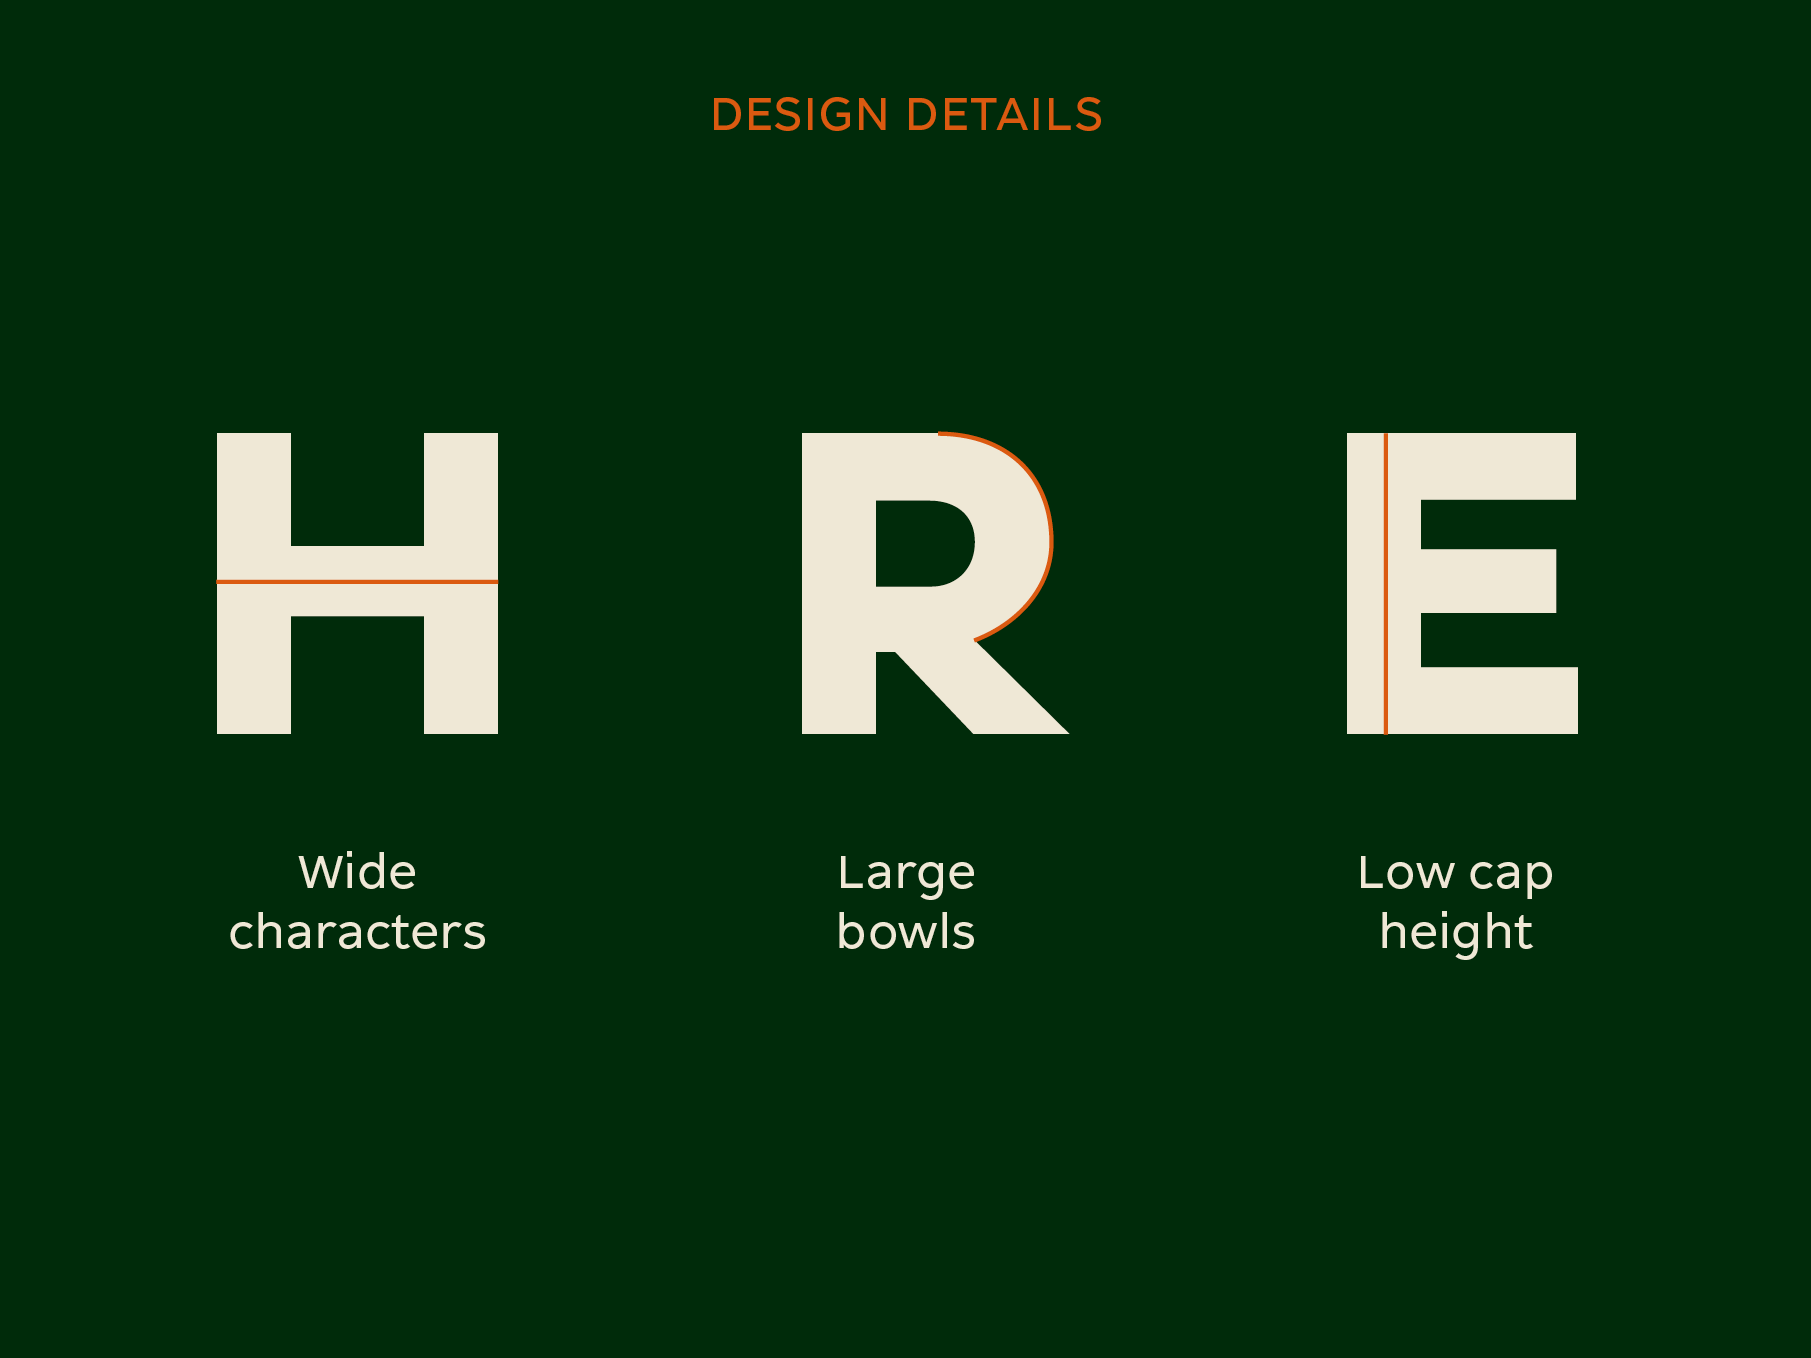 DESIGN DETAILS
H R E
Wide
characters
Large
bowls
Low cap
height